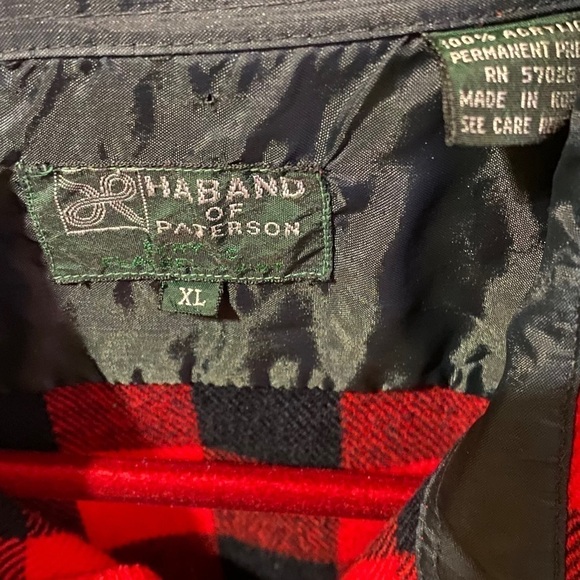 HABAND
OF
PATERSON
XL
100% ACRYLIC
PERMANENT PRE
RN 57026
MADE IN KOR
SEE CARE